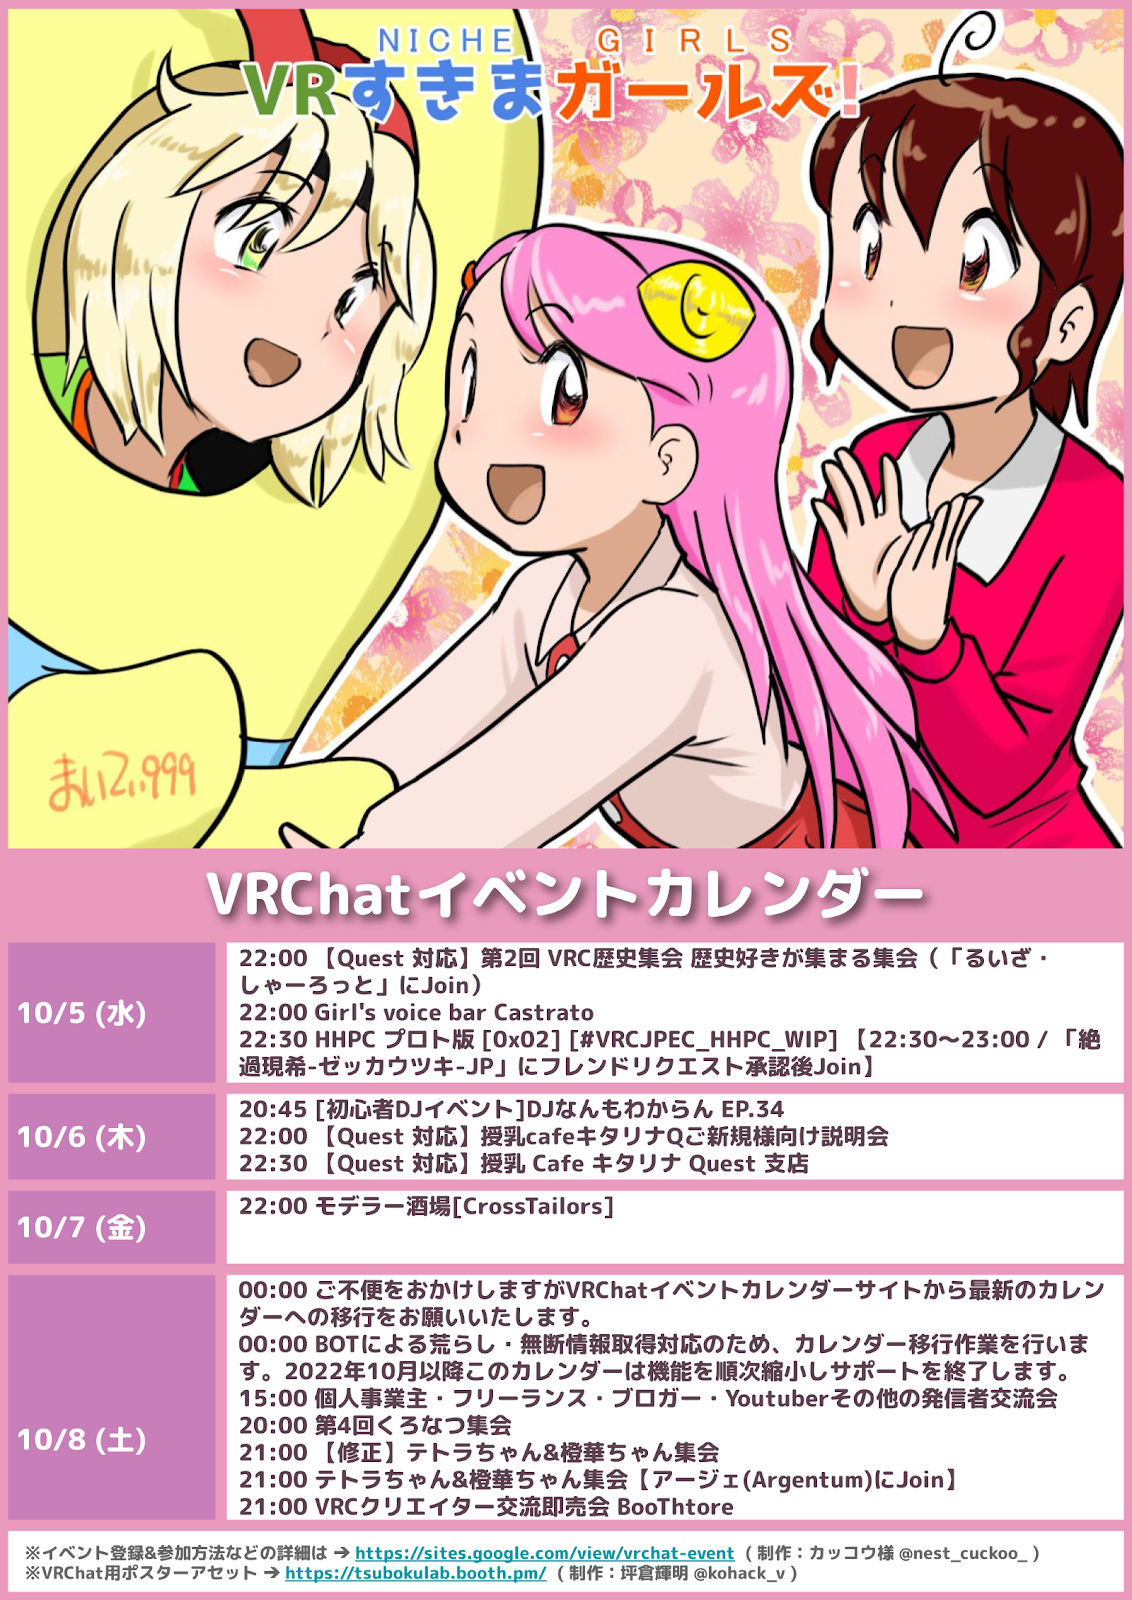 NICHE GIRLS
VRすきまガールズ!
まいてぃ999
VRChatイベントカレンダー
10/5 (水)
22:00 【Quest 対応】第2回 VRC歴史集会 歴史好きが集まる集会（「るいざ・
しゃーろっと」にJoin）
22:00 Girl's voice bar Castrato
22:30 HHPC プロト版 [0x02] [#VRCJPEC_HHPC_WIP] 【22:30～23:00 / 「絶
過現希-ゼッカウツキ-JP」にフレンドリクエスト承認後Join】
10/6 (木)
20:45 [初心者DJイベント]DJなんもわからん EP.34
22:00 【Quest 対応】授乳cafeキタリナQご新規様向け説明会
22:30 【Quest 対応】授乳 Cafe キタリナ Quest 支店
10/7 (金)
22:00 モデラー酒場[CrossTailors]
10/8 (土)
00:00 ご不便をおかけしますがVRChatイベントカレンダーサイトから最新のカレン
ダーへの移行をお願いいたします。
00:00 BOTによる荒らし・無断情報取得対応のため、カレンダー移行作業を行いま
す。2022年10月以降このカレンダーは機能を順次縮小しサポートを終了します。
15:00 個人事業主・フリーランス・ブロガー・Youtuberその他の発信者交流会
20:00 第4回くろなつ集会
21:00 【修正】テトラちゃん&橙華ちゃん集会
21:00 テトラちゃん&橙華ちゃん集会【アージェ(Argentum)にJoin】
21:00 VRCクリエイター交流即売会 BooThtore
※イベント登録&参加方法などの詳細は → https://sites.google.com/view/vrchat-event ( 制作：カッコウ様 @nest_cuckoo_ )
※VRChat用ポスターアセット → https://tsubokulab.booth.pm/ ( 制作：坪倉輝明 @kohack_v )